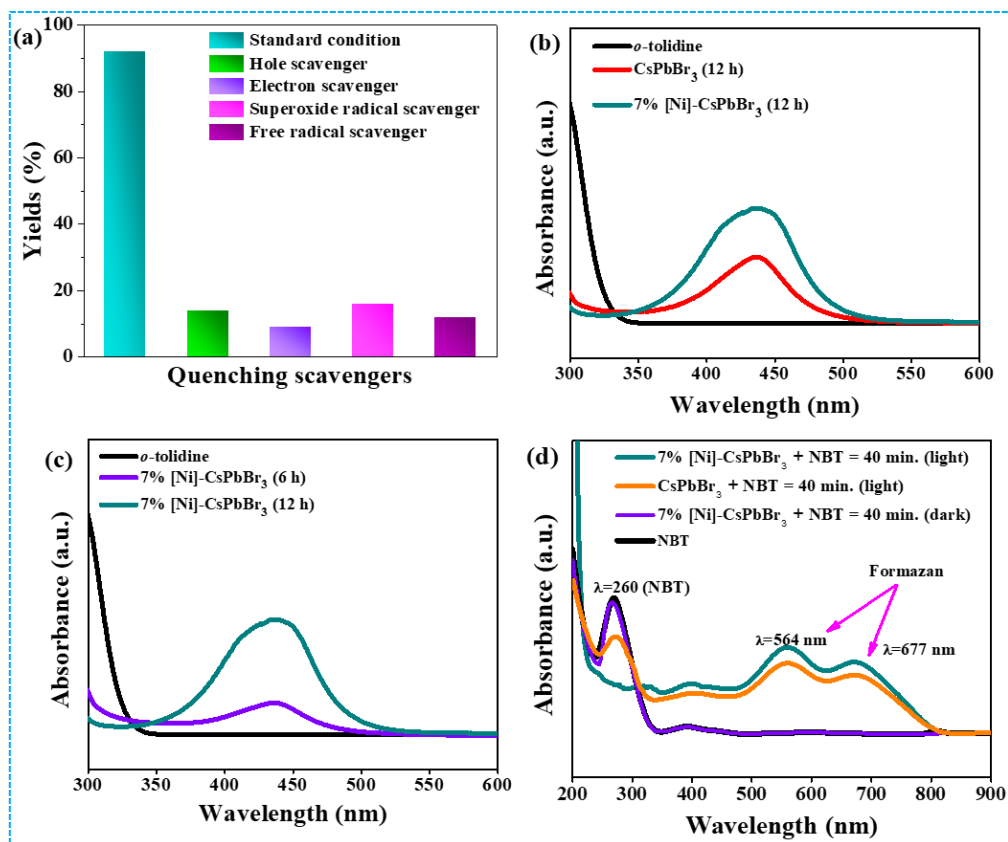 (a)
100
80
60
40
20
0
Yields (%)
Standard condition
Hole scavenger
Electron scavenger
Superoxide radical scavenger
Free radical scavenger
Quenching scavengers
(b)
o-tolidine
CsPbBr₃ (12 h)
7% [Ni]-CsPbBr₃ (12 h)
Absorbance (a.u.)
300 350 400 450 500 550 600
Wavelength (nm)
(c)
o-tolidine
7% [Ni]-CsPbBr₃ (6 h)
7% [Ni]-CsPbBr₃ (12 h)
Absorbance (a.u.)
300 350 400 450 500 550 600
Wavelength (nm)
(d)
7% [Ni]-CsPbBr₃ + NBT = 40 min. (light)
CsPbBr₃ + NBT = 40 min. (light)
7% [Ni]-CsPbBr₃ + NBT = 40 min. (dark)
NBT
λ=260 (NBT)
Formazan
λ=564 nm
λ=677 nm
Absorbance (a.u.)
200 300 400 500 600 700 800 900
Wavelength (nm)